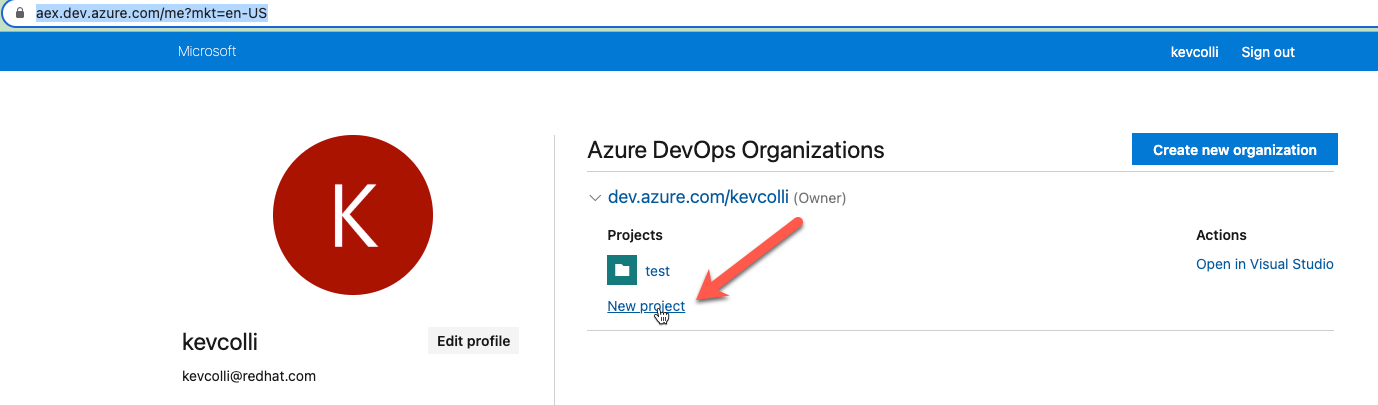 aex.dev.azure.com/me?mkt=en-US
Microsoft
kevcolli Sign out
K
kevcolli
Edit profile
kevcolli@redhat.com
Azure DevOps Organizations
Create new organization
dev.azure.com/kevcolli (Owner)
Projects
Actions
test
Open in Visual Studio
New project